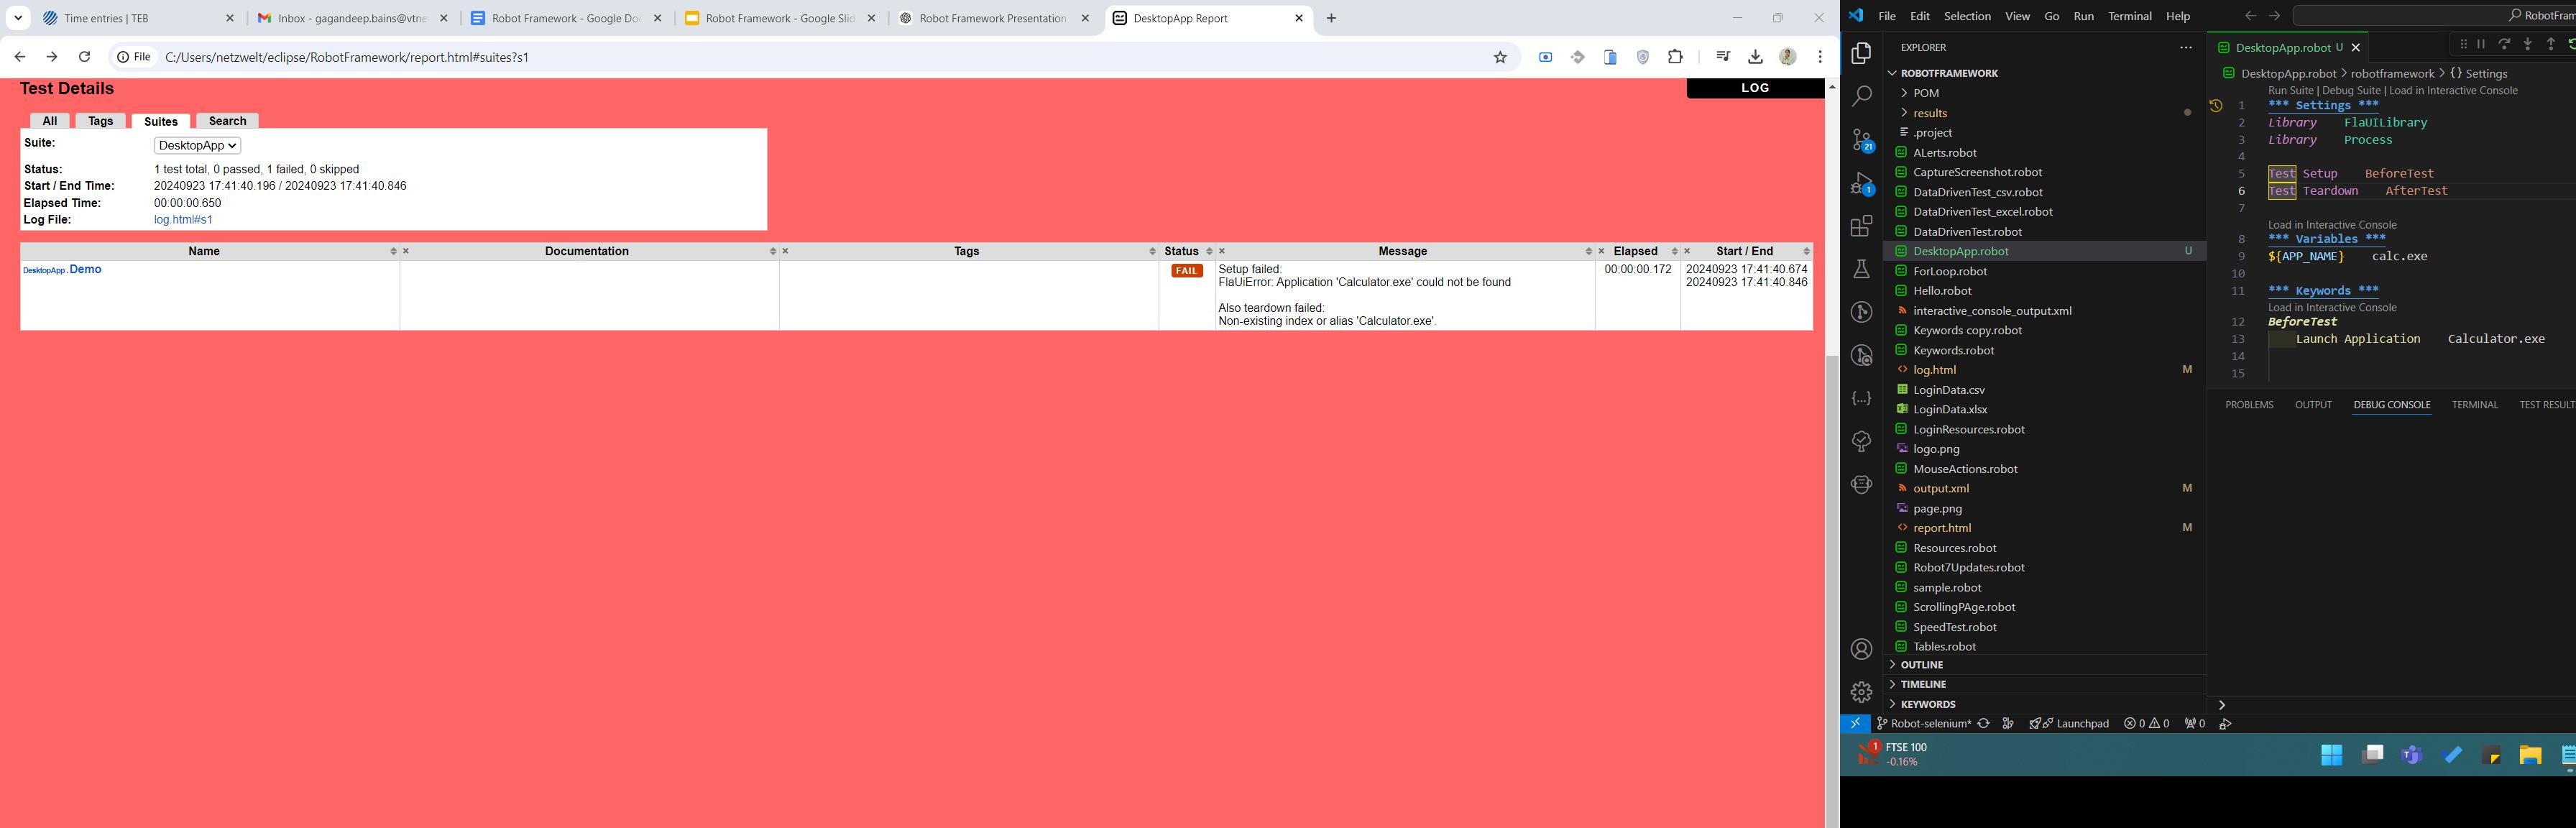 Time entries | TEB
Inbox - gagandeep.bains@vtne
Robot Framework - Google Doc
Robot Framework - Google Slid
Robot Framework Presentation
DesktopApp Report
File
C:/Users/netzwelt/eclipse/RobotFramework/report.html#suites?s1
Test Details
LOG
All
Tags
Suites
Search
Suite:
DesktopApp
Status:
1 test total, 0 passed, 1 failed, 0 skipped
Start / End Time:
20240923 17:41:40.196 / 20240923 17:41:40.846
Elapsed Time:
00:00:00.650
Log File:
log.html#s1
Name × Documentation × Tags Status × Message × Elapsed × Start / End
DesktopApp . Demo
FAIL
Setup failed:
FlaUiError: Application 'Calculator.exe' could not be found
Also teardown failed:
Non-existing index or alias 'Calculator.exe'.
00:00:00.172
20240923 17:41:40.674
20240923 17:41:40.846
File Edit Selection View Go Run Terminal Help
RobotFram
EXPLORER
ROBOTFRAMEWORK
POM
results
.project
ALerts.robot
CaptureScreenshot.robot
DataDrivenTest_csv.robot
DataDrivenTest_excel.robot
DataDrivenTest.robot
DesktopApp.robot U
ForLoop.robot
Hello.robot
interactive_console_output.xml
Keywords copy.robot
Keywords.robot
log.html M
LoginData.csv
LoginData.xlsx
LoginResources.robot
logo.png
MouseActions.robot
output.xml M
page.png
report.html M
Resources.robot
Robot7Updates.robot
sample.robot
ScrollingPAge.robot
SpeedTest.robot
Tables.robot
OUTLINE
TIMELINE
KEYWORDS
21
1
DesktopApp.robot U
DesktopApp.robot > robotframework > {} Settings
Run Suite | Debug Suite | Load in Interactive Console
1 *** Settings ***
2 Library FlaUILibrary
3 Library Process
4
5 Test Setup BeforeTest
6 Test Teardown AfterTest
7
Load in Interactive Console
8 *** Variables ***
9 ${APP_NAME} calc.exe
10
11 *** Keywords ***
Load in Interactive Console
12 BeforeTest
13 Launch Application Calculator.exe
14
15
PROBLEMS OUTPUT DEBUG CONSOLE TERMINAL TEST RESULT
Robot-selenium* Launchpad 0 0 0
1
FTSE 100
-0.16%